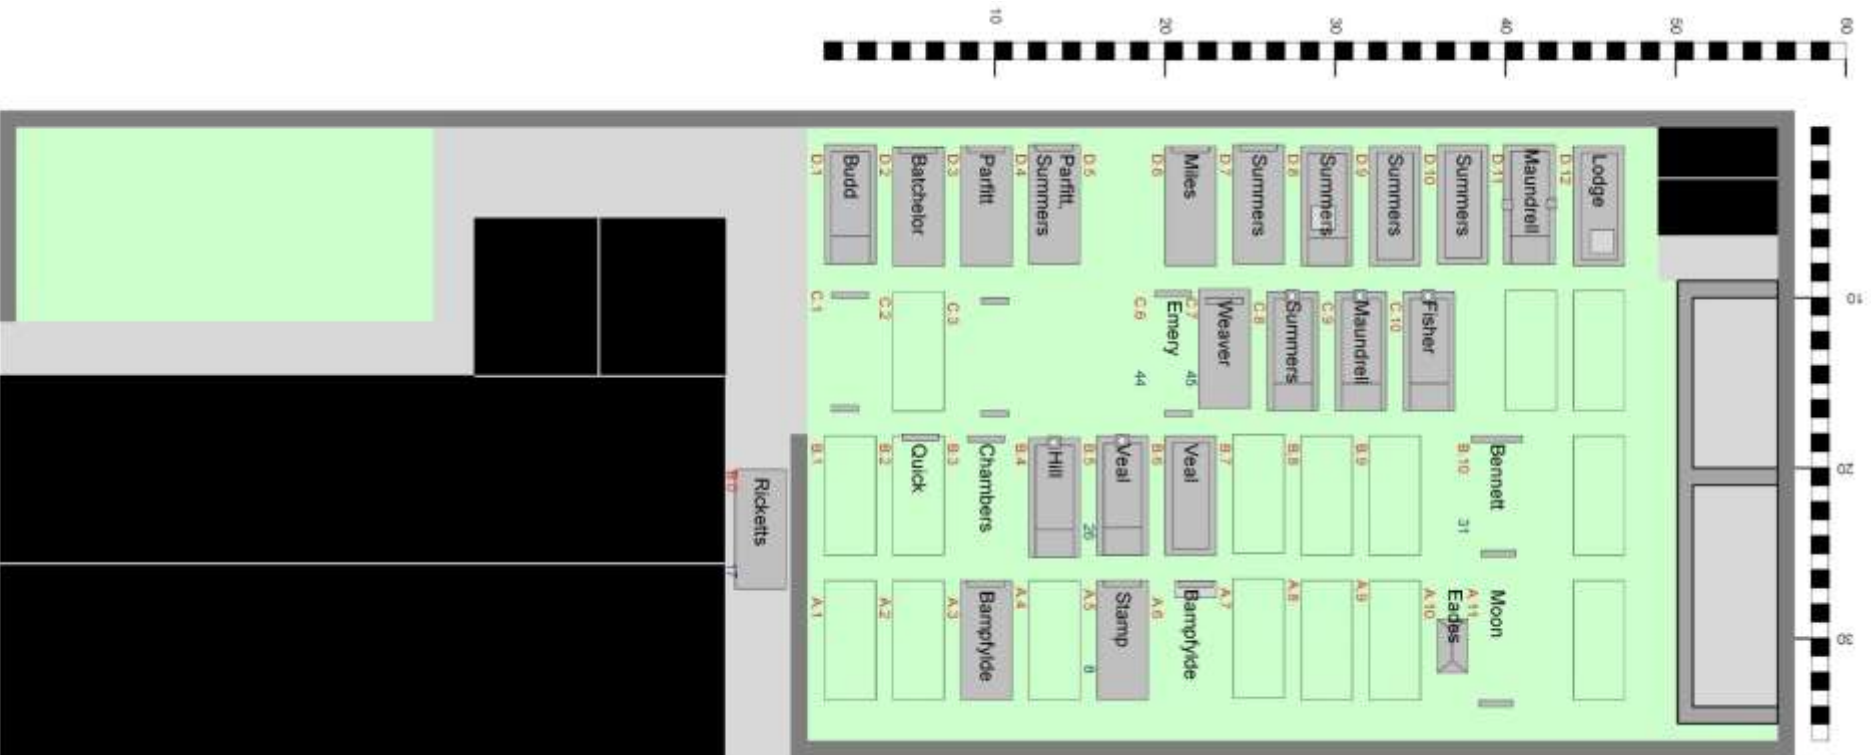 10
20
30
40
50
60
D.1
Budd
D.2
Batchelor
D.3
Parfitt
D.4
Parfitt,
Summers
D.5
D.6
Miles
D.7
Summers
D.8
Summers
D.9
Summers
D.10
Summers
D.11
Maundrell
D.12
Lodge
10
C.1
C.2
C.3
C.6
Emery
44
C.7
45
Weaver
C.8
Summers
C.9
Maundrell
C.10
Fisher
20
B.0
17
Ricketts
B.1
B.2
Quick
B.3
Chambers
B.4
Hill
B.5
26
Veal
B.6
Veal
B.7
B.8
B.9
B.10
31
Bennett
30
A.1
A.2
A.3
Bampfylde
A.4
A.5
8
Stamp
A.6
Bampfylde
A.7
A.8
A.9
A.10
Eades
A.11
Moon